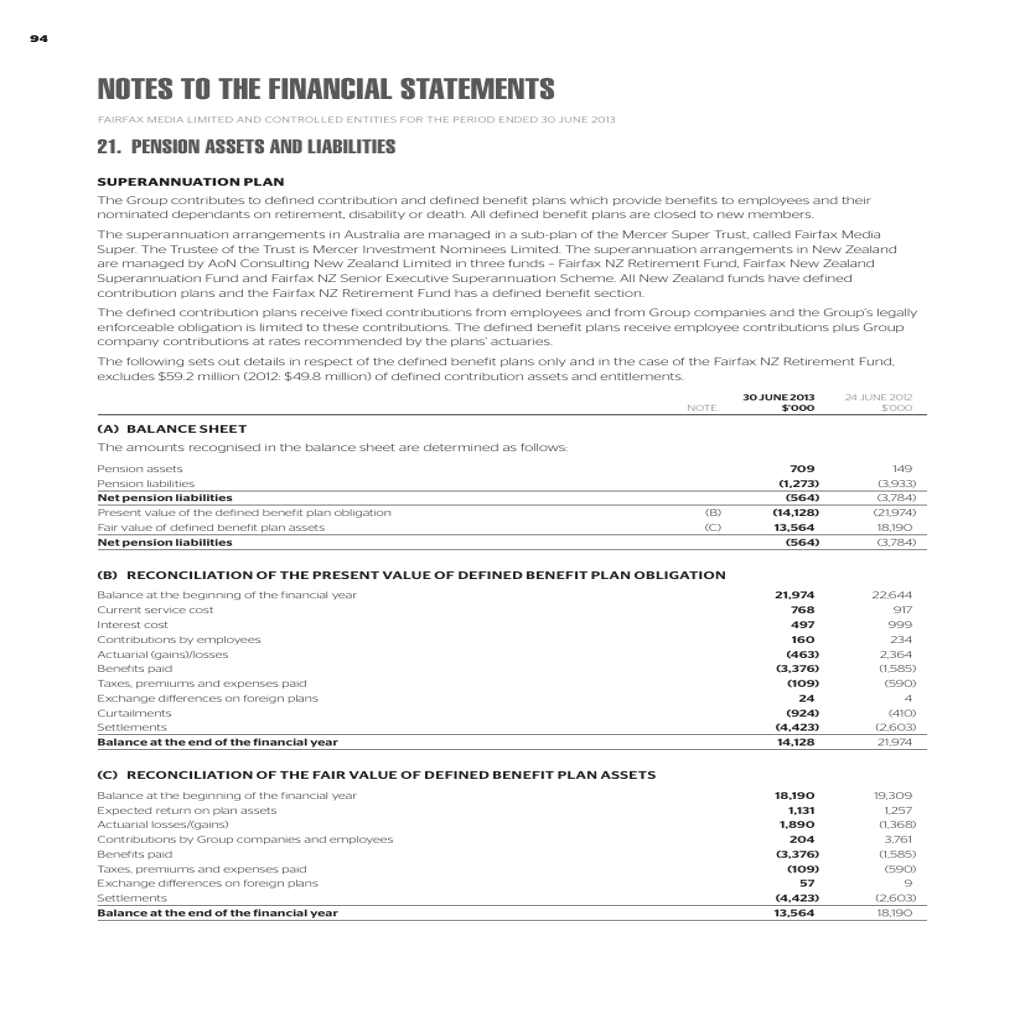 94
NOTES TO THE FINANCIAL STATEMENTS
FAIRFAX MEDIA LIMITED AND CONTROLLED ENTITIES FOR THE PERIOD ENDED 30 JUNE 2013
21. PENSION ASSETS AND LIABILITIES
SUPERANNUATION PLAN
The Group contributes to defined contribution and defined benefit plans which provide benefits to employees and their
nominated dependants on retirement, disability or death. All defined benefit plans are closed to new members.
The superannuation arrangements in Australia are managed in a sub-plan of the Mercer Super Trust, called Fairfax Media
Super. The Trustee of the Trust is Mercer Investment Nominees Limited. The superannuation arrangements in New Zealand
are managed by AoN Consulting New Zealand Limited in three funds – Fairfax NZ Retirement Fund, Fairfax New Zealand
Superannuation Fund and Fairfax NZ Senior Executive Superannuation Scheme. All New Zealand funds have defined
contribution plans and the Fairfax NZ Retirement Fund has a defined benefit section.
The defined contribution plans receive fixed contributions from employees and from Group companies and the Group's legally
enforceable obligation is limited to these contributions. The defined benefit plans receive employee contributions plus Group
company contributions at rates recommended by the plans' actuaries.
The following sets out details in respect of the defined benefit plans only and in the case of the Fairfax NZ Retirement Fund,
excludes $59.2 million (2012: $49.8 million) of defined contribution assets and entitlements.
30 JUNE 2013 24 JUNE 2012
NOTE $'000 $'000
(A) BALANCE SHEET
The amounts recognised in the balance sheet are determined as follows:
Pension assets 709 149
Pension liabilities (1,273) (3,933)
Net pension liabilities (564) (3,784)
Present value of the defined benefit plan obligation (B) (14,128) (21,974)
Fair value of defined benefit plan assets (C) 13,564 18,190
Net pension liabilities (564) (3,784)
(B) RECONCILIATION OF THE PRESENT VALUE OF DEFINED BENEFIT PLAN OBLIGATION
Balance at the beginning of the financial year 21,974 22,644
Current service cost 768 917
Interest cost 497 999
Contributions by employees 160 234
Actuarial (gains)/losses (463) 2,364
Benefits paid (3,376) (1,585)
Taxes, premiums and expenses paid (109) (590)
Exchange differences on foreign plans 24 4
Curtailments (924) (410)
Settlements (4,423) (2,603)
Balance at the end of the financial year 14,128 21,974
(C) RECONCILIATION OF THE FAIR VALUE OF DEFINED BENEFIT PLAN ASSETS
Balance at the beginning of the financial year 18,190 19,309
Expected return on plan assets 1,131 1,257
Actuarial losses/(gains) 1,890 (1,368)
Contributions by Group companies and employees 204 3,761
Benefits paid (3,376) (1,585)
Taxes, premiums and expenses paid (109) (590)
Exchange differences on foreign plans 57 9
Settlements (4,423) (2,603)
Balance at the end of the financial year 13,564 18,190